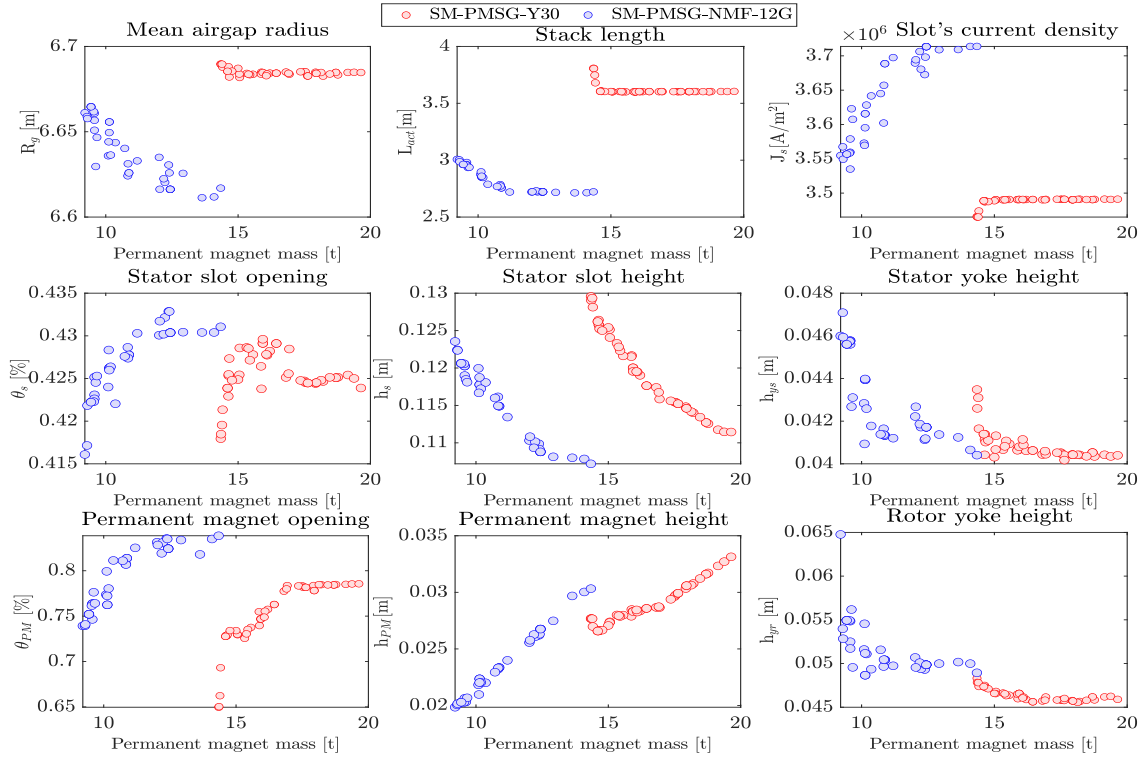 SM-PMSG-Y30 SM-PMSG-NMF-12G
Mean airgap radius
6.7
6.65
6.6
R_g [m]
10 15 20
Permanent magnet mass [t]
Stack length
4
3.5
3
2.5
L_act[m]
10 15 20
Permanent magnet mass [t]
×10^6 Slot's current density
3.7
3.65
3.6
3.55
3.5
J_s[A/m^2]
10 15 20
Permanent magnet mass [t]
Stator slot opening
0.435
0.43
0.425
0.42
0.415
θ_s [%]
10 15 20
Permanent magnet mass [t]
Stator slot height
0.13
0.12
0.11
h_s [m]
10 15 20
Permanent magnet mass [t]
Stator yoke height
0.048
0.046
0.044
0.042
0.04
h_ys [m]
10 15 20
Permanent magnet mass [t]
Permanent magnet opening
0.8
0.75
0.7
0.65
θ_PM [%]
10 15 20
Permanent magnet mass [t]
Permanent magnet height
0.035
0.03
0.025
0.02
h_PM[m]
10 15 20
Permanent magnet mass [t]
Rotor yoke height
0.065
0.06
0.055
0.05
0.045
h_yr [m]
10 15 20
Permanent magnet mass [t]